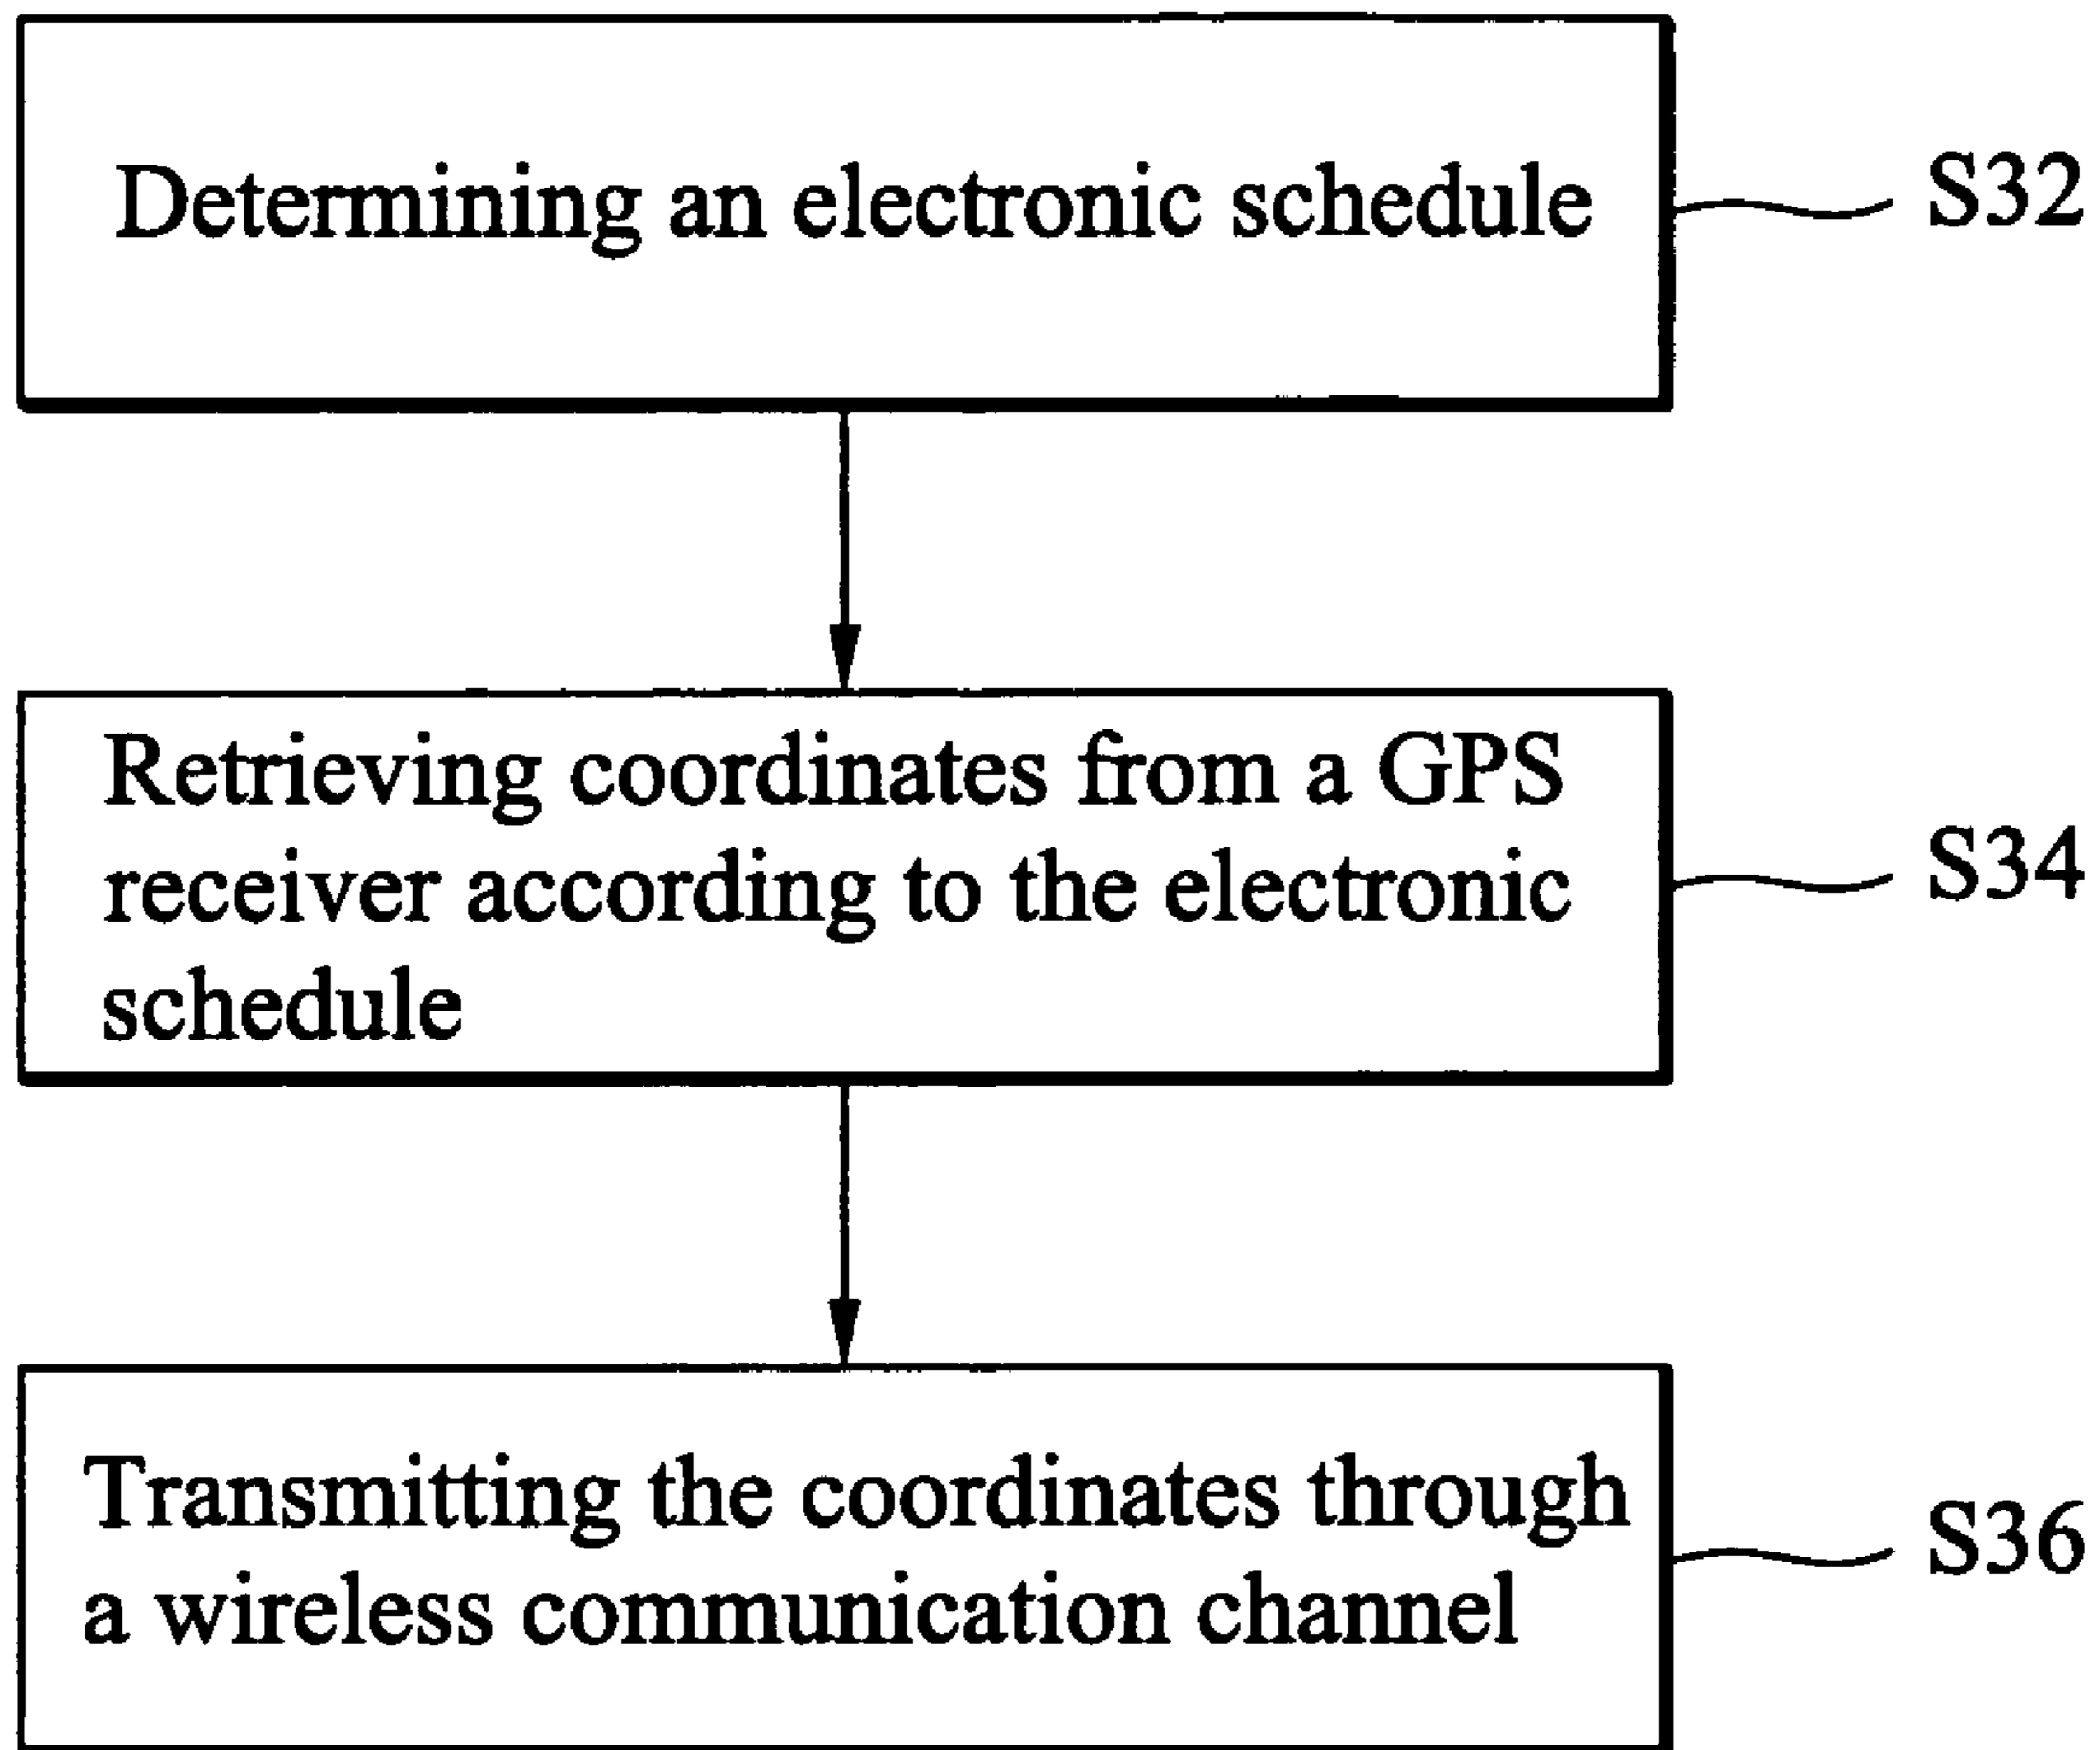 Determining an electronic schedule
S32
Retrieving coordinates from a GPS
receiver according to the electronic
schedule
S34
Transmitting the coordinates through
a wireless communication channel
S36